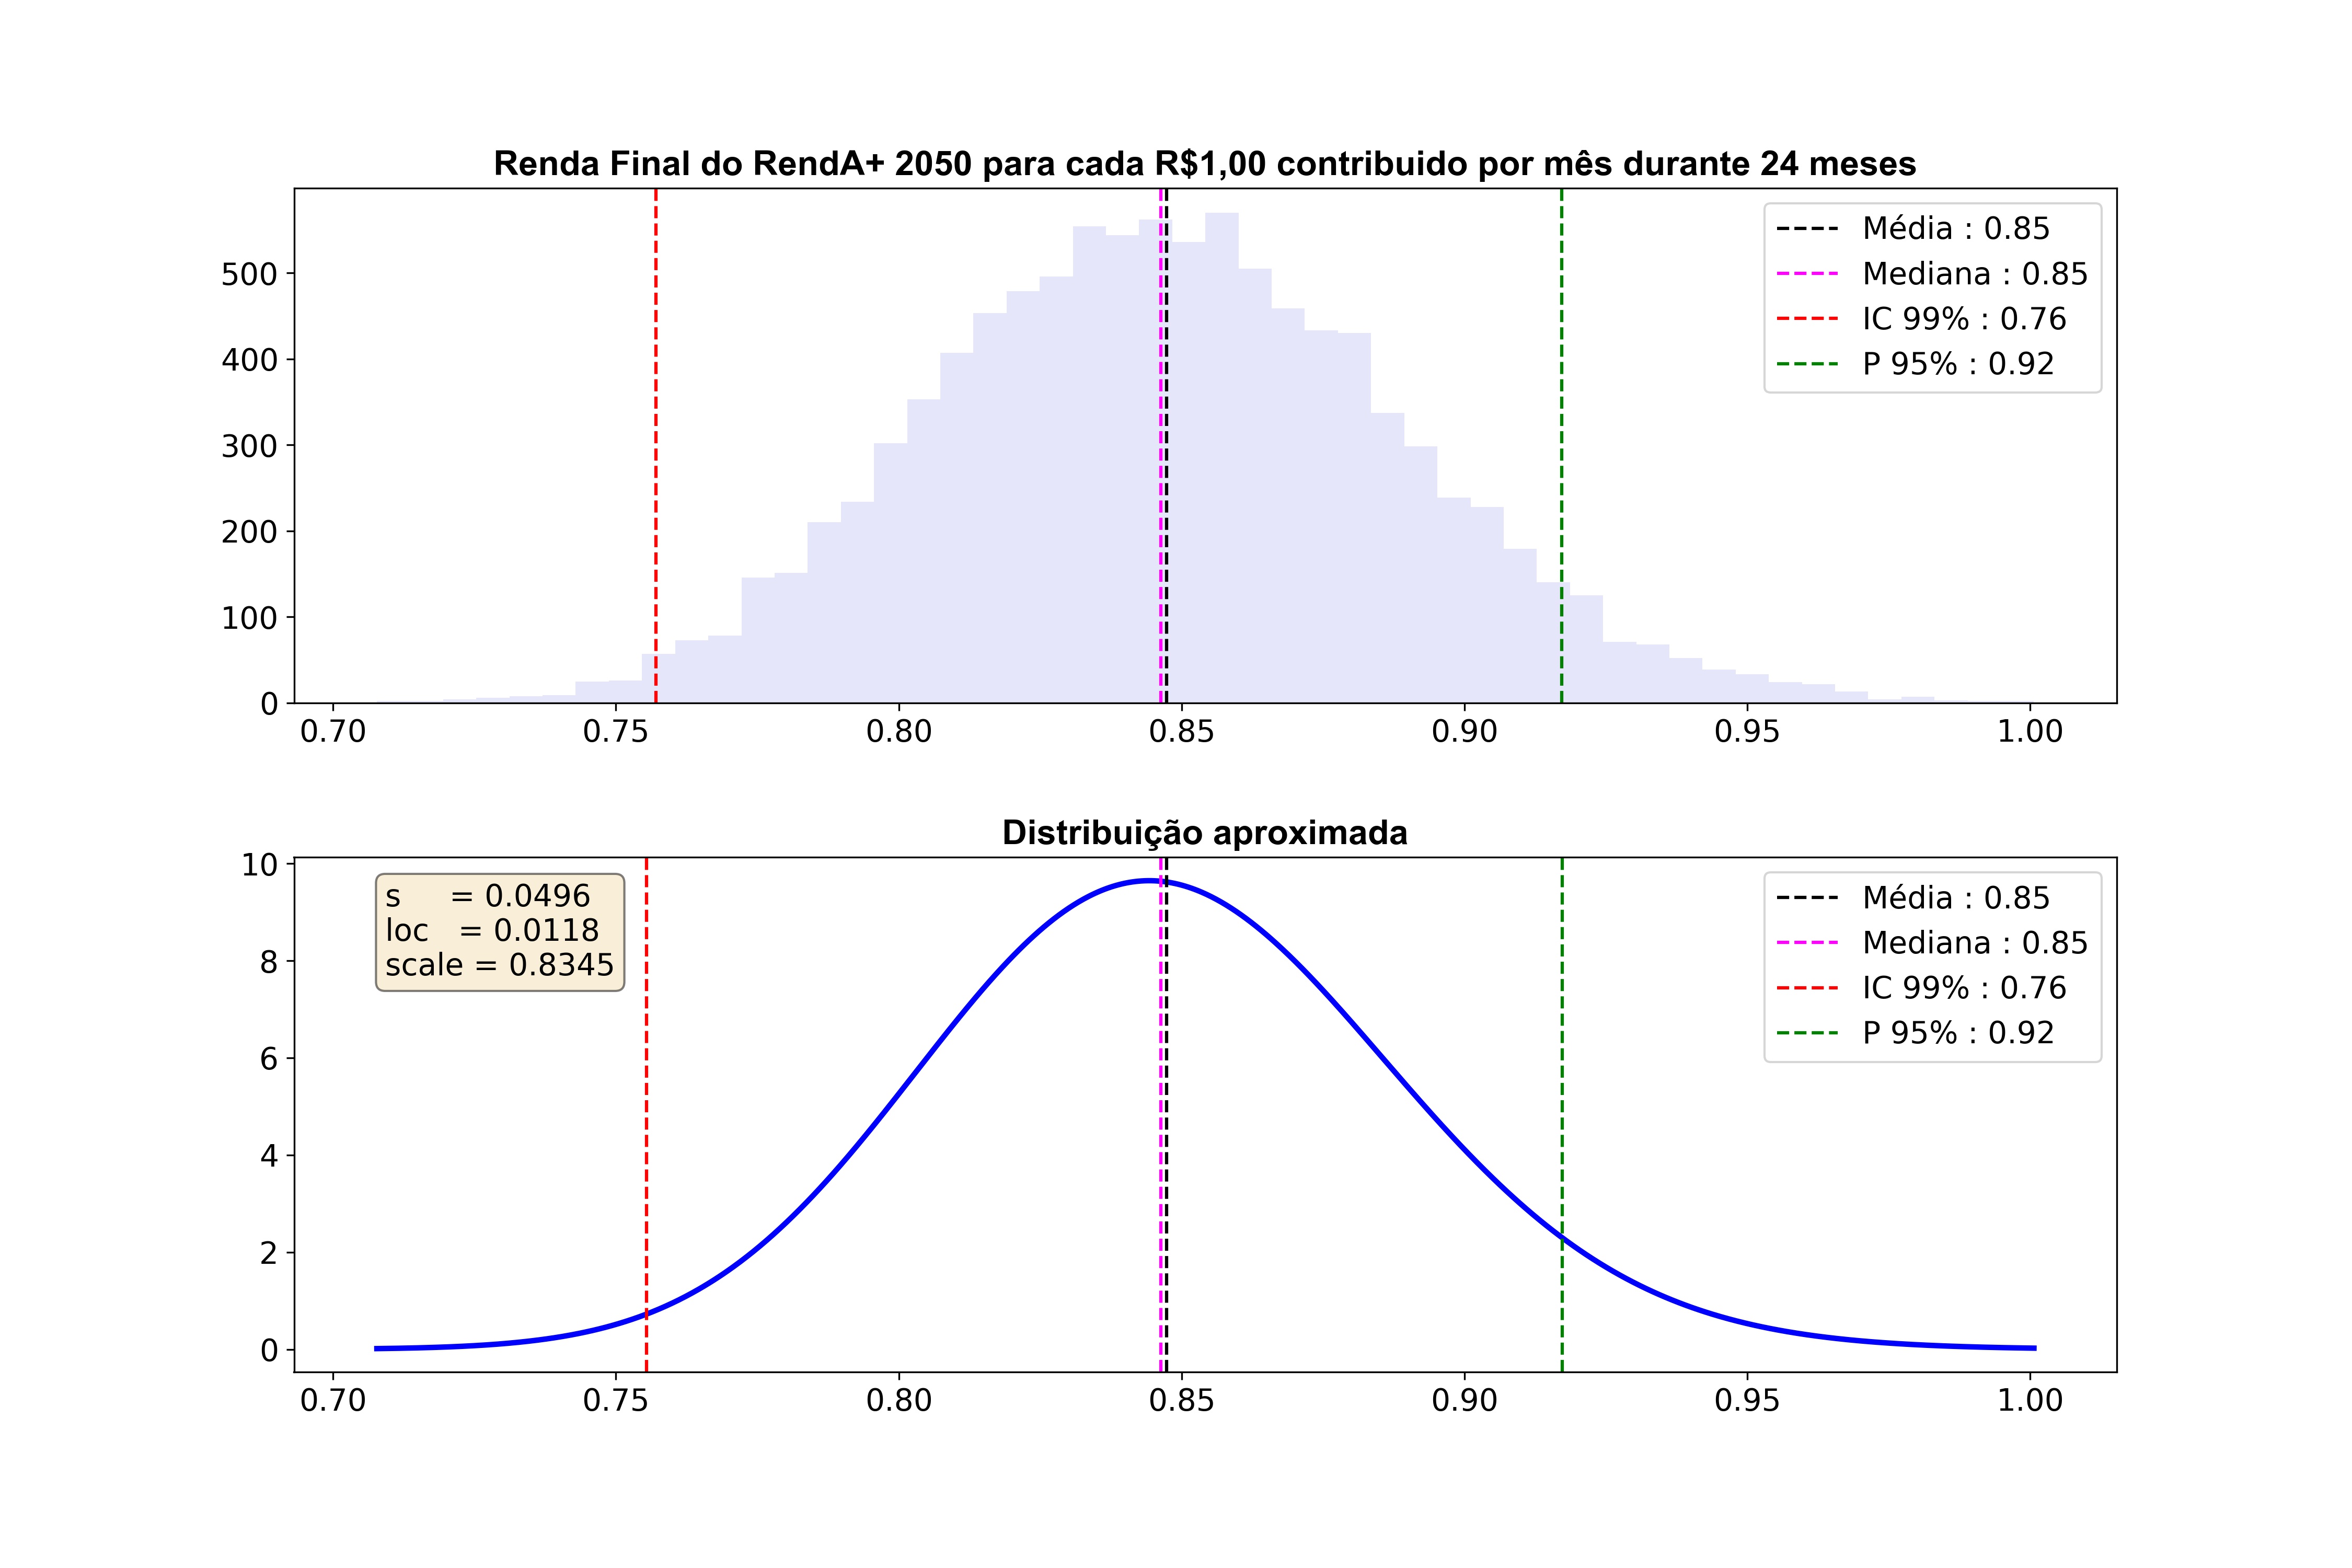 Renda Final do RendA+ 2050 para cada R$1,00 contribuido por mês durante 24 meses
500
400
300
200
100
0
0.70 0.75 0.80 0.85 0.90 0.95 1.00
Média : 0.85
Mediana : 0.85
IC 99% : 0.76
P 95% : 0.92
Distribuição aproximada
10
8
6
4
2
0
0.70 0.75 0.80 0.85 0.90 0.95 1.00
s = 0.0496
loc = 0.0118
scale = 0.8345
Média : 0.85
Mediana : 0.85
IC 99% : 0.76
P 95% : 0.92